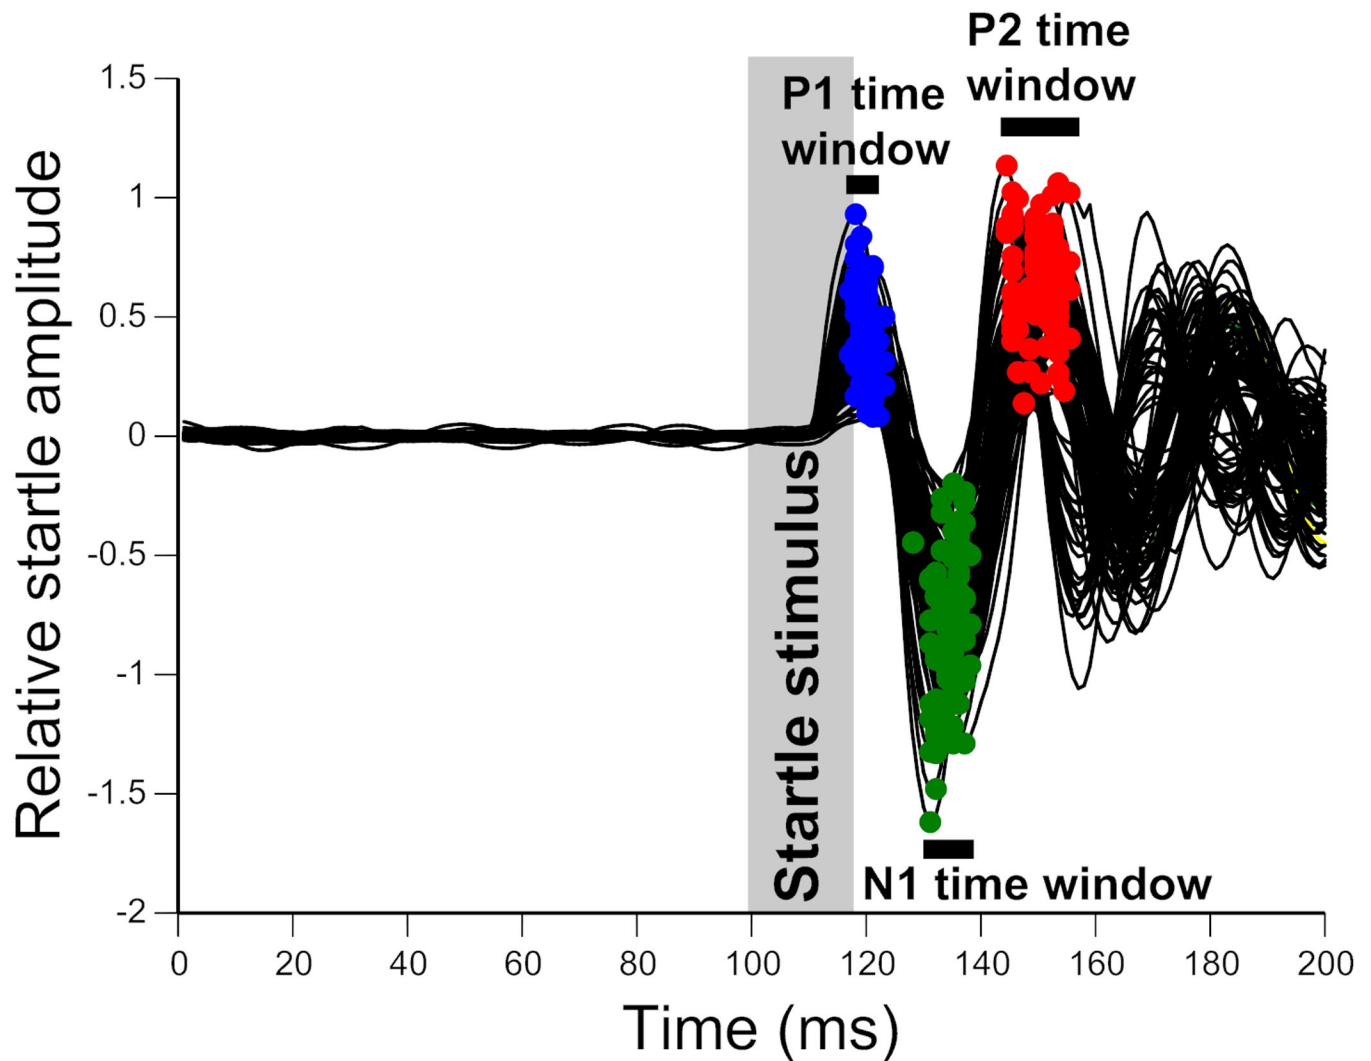 P2 time
window
P1 time
window
1.5
1
0.5
0
-0.5
-1
-1.5
-2
Relative startle amplitude
Startle stimulus
N1 time window
0 20 40 60 80 100 120 140 160 180 200
Time (ms)